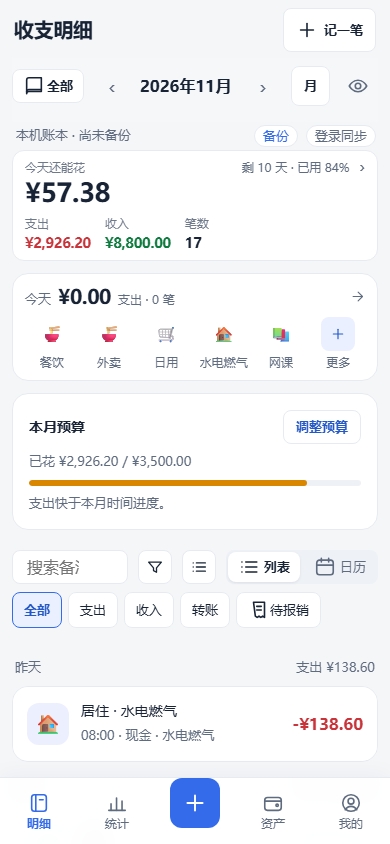 收支明细
记一笔
全部
2026年11月
月
本机账本 · 尚未备份
备份
登录同步
今天还能花
剩 10 天 · 已用 84%
¥57.38
支出
收入
笔数
¥2,926.20
¥8,800.00
17
今天 ¥0.00 支出 · 0 笔
餐饮
外卖
日用
水电燃气
网课
更多
本月预算
调整预算
已花 ¥2,926.20 / ¥3,500.00
支出快于本月时间进度。
搜索备
列表
日历
全部
支出
收入
转账
待报销
昨天
支出 ¥138.60
居住 · 水电燃气
08:00 · 现金 · 水电燃气
-¥138.60
明细
统计
资产
我的